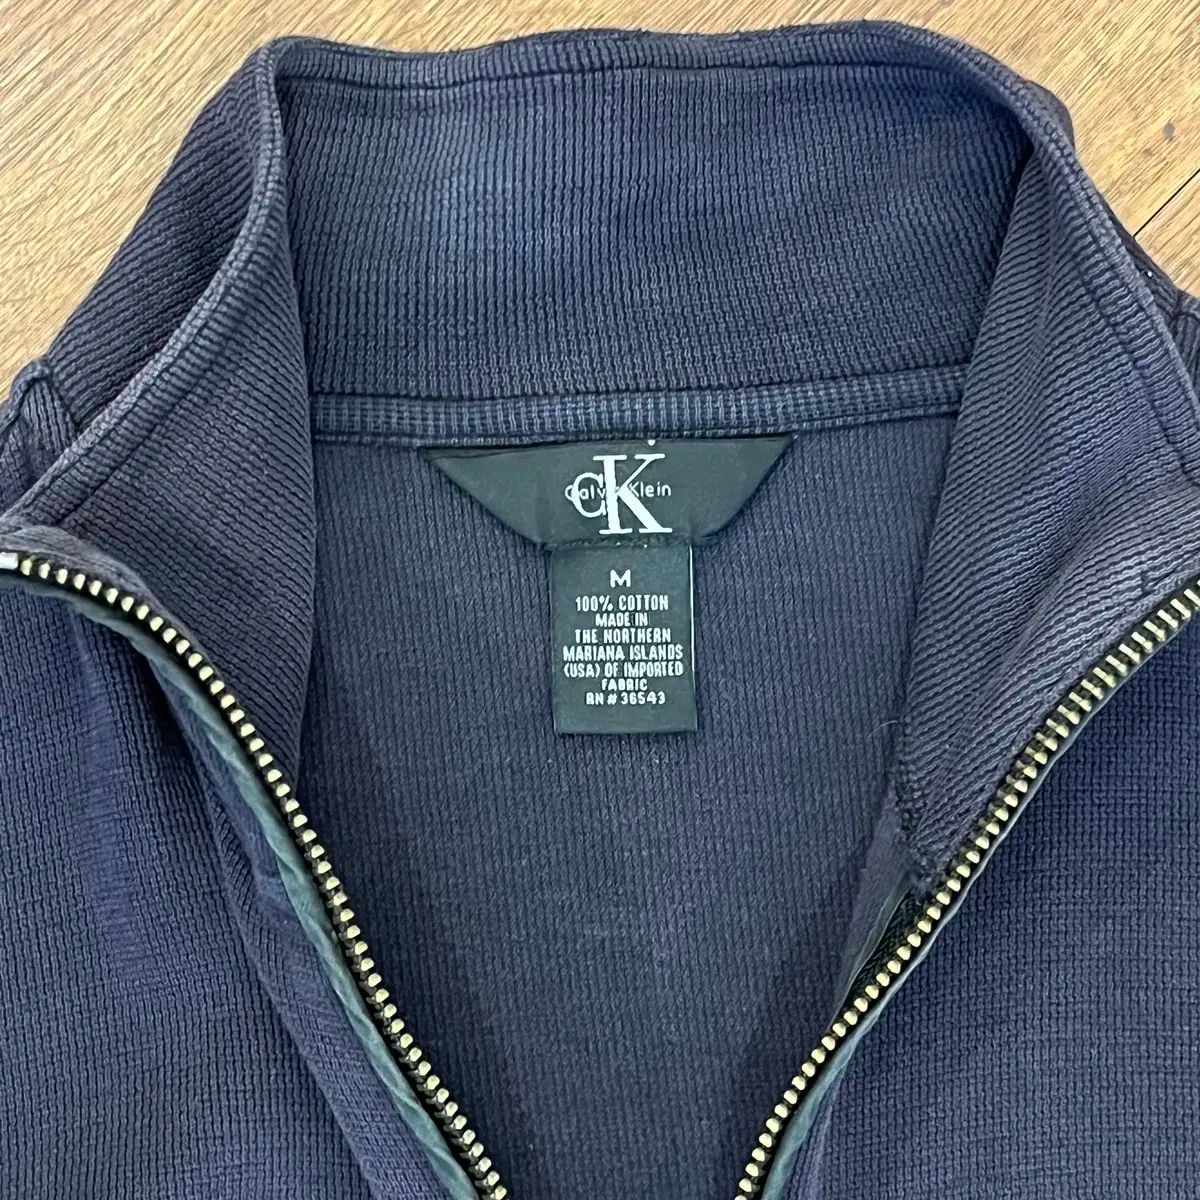 cK
Calvin Klein
M
100% COTTON
MADE IN
THE NORTHERN
MARIANA ISLANDS
(USA) OF IMPORTED
FABRIC
RN # 36543